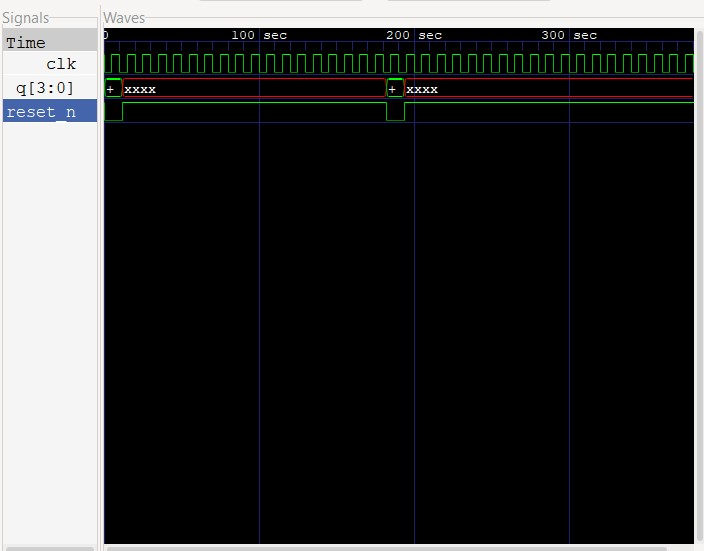 Signals
Waves
Time
0 100 sec 200 sec 300 sec
clk
q[3:0]
+ xxxx + xxxx
reset_n